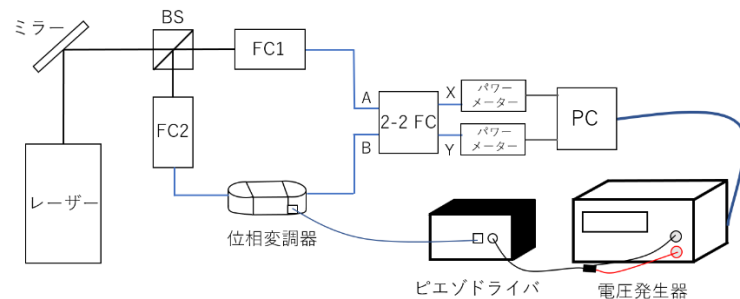 ミラー
BS
FC1
FC2
レーザー
A
B
2-2 FC
X
Y
パワー
メーター
パワー
メーター
PC
位相変調器
ピエゾドライバ
電圧発生器